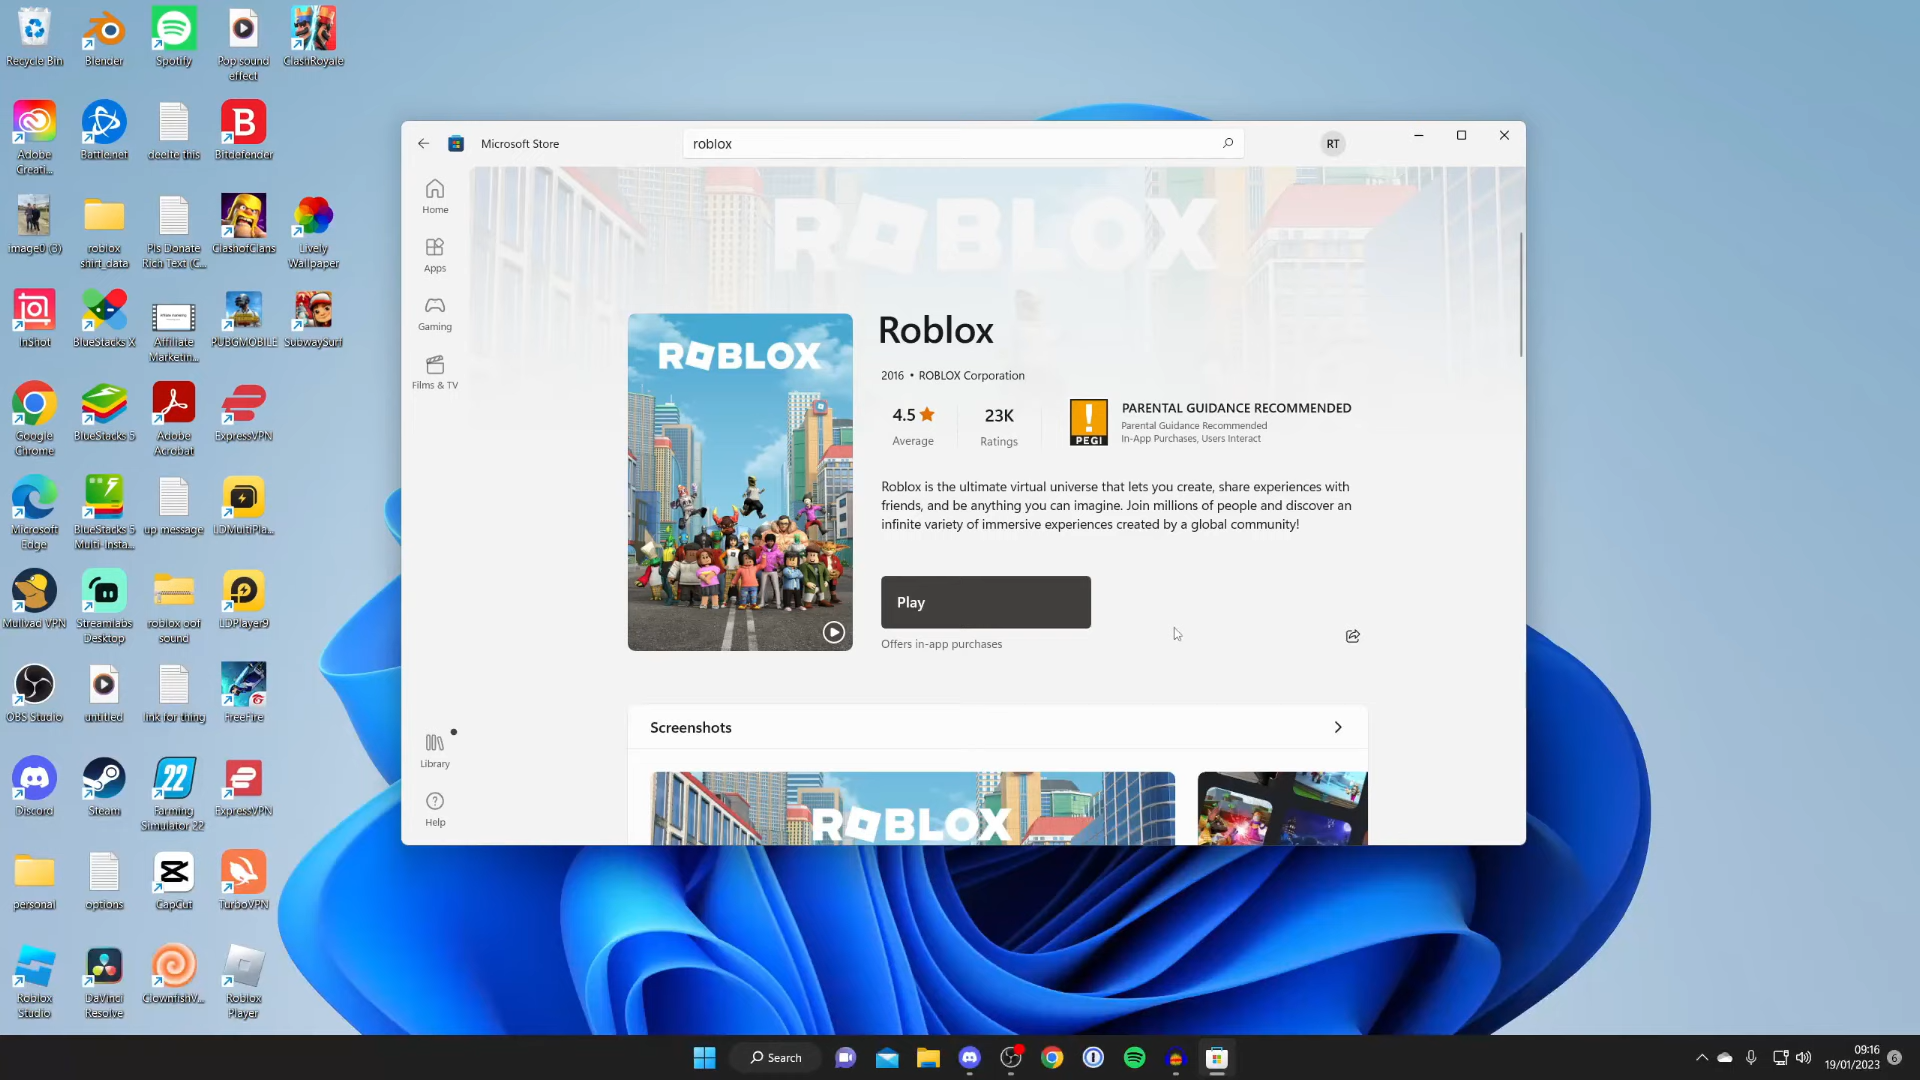 Recycle Bin
Blender
Spotify
Pop sound
effect
ClashRoyale
Adobe
Creati...
Battle.net
deelte this
Bitdefender
image0 (3)
roblox
shirt_data
Pls Donate
Rich Text (C...
ClashofClans
Lively
Wallpaper
InShot
BlueStacks X
Affiliate
Marketin...
PUBGMOBILE
SubwaySurf
Google
Chrome
BlueStacks 5
Adobe
Acrobat
ExpressVPN
Microsoft
Edge
BlueStacks 5
Multi-Insta...
up message
LDMultiPla...
Mullvad VPN
Streamlabs
Desktop
roblox oof
sound
LDPlayer9
OBS Studio
untitled
link for thing
FreeFire
Discord
Steam
22
Farming
Simulator 22
ExpressVPN
personal
options
CapCut
TurboVPN
Roblox
Studio
DaVinci
Resolve
ClownfishV...
Roblox
Player
Microsoft Store
roblox
RT
Home
Apps
Gaming
Films & TV
Library
Help
ROBLOX
ROBLOX
Roblox
2016 • ROBLOX Corporation
4.5
Average
23K
Ratings
PEGI
PARENTAL GUIDANCE RECOMMENDED
Parental Guidance Recommended
In-App Purchases, Users Interact
Roblox is the ultimate virtual universe that lets you create, share experiences with
friends, and be anything you can imagine. Join millions of people and discover an
infinite variety of immersive experiences created by a global community!
Play
Offers in-app purchases
Screenshots
ROBLOX
Search
09:16
19/01/2023
6